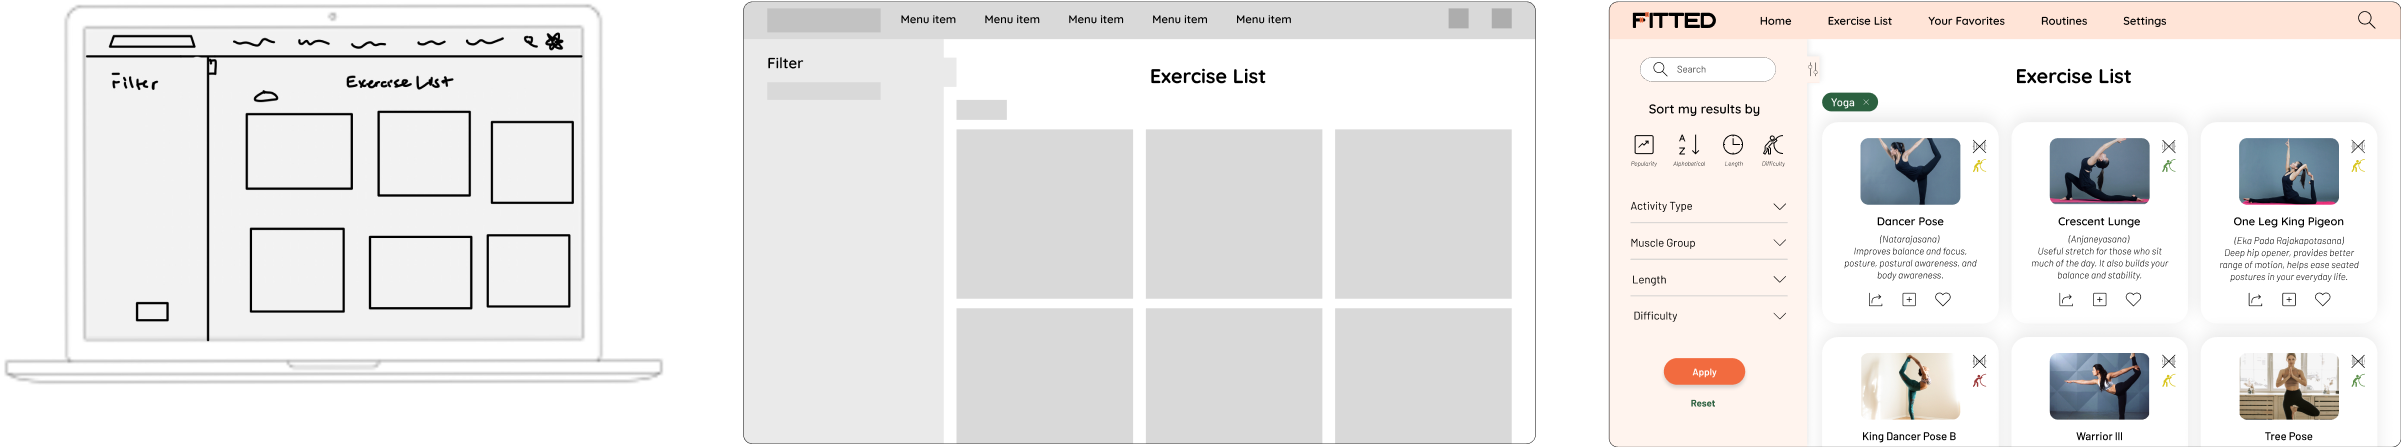 Filter
Exercise List
Menu item Menu item Menu item Menu item Menu item
Filter
Exercise List
FITTED Home Exercise List Your Favorites Routines Settings
Search
Sort my results by
Popularity Alphabetical Length Difficulty
Activity Type
Muscle Group
Length
Difficulty
Apply
Reset
Exercise List
Yoga ×
Dancer Pose
(Natarajasana)
Improves balance and focus,
posture, postural awareness, and
body awareness.
Crescent Lunge
(Anjaneyasana)
Useful stretch for those who sit
much of the day. It also builds your
balance and stability.
One Leg King Pigeon
(Eka Pada Rajakapotasana)
Deep hip opener, provides better
range of motion, helps ease seated
postures in your everyday life.
King Dancer Pose B
Warrior III
Tree Pose